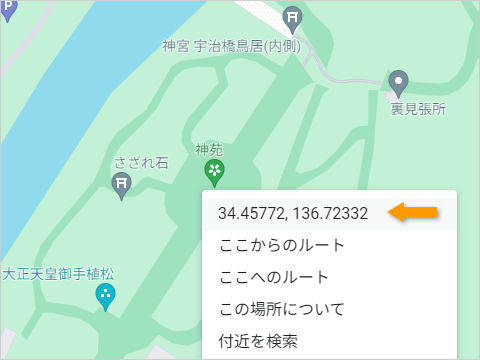 P
神宮 宇治橋鳥居(内側)
裏見張所
神苑
さざれ石
34.45772, 136.72332
ここからのルート
大正天皇御手植松
ここへのルート
この場所について
付近を検索